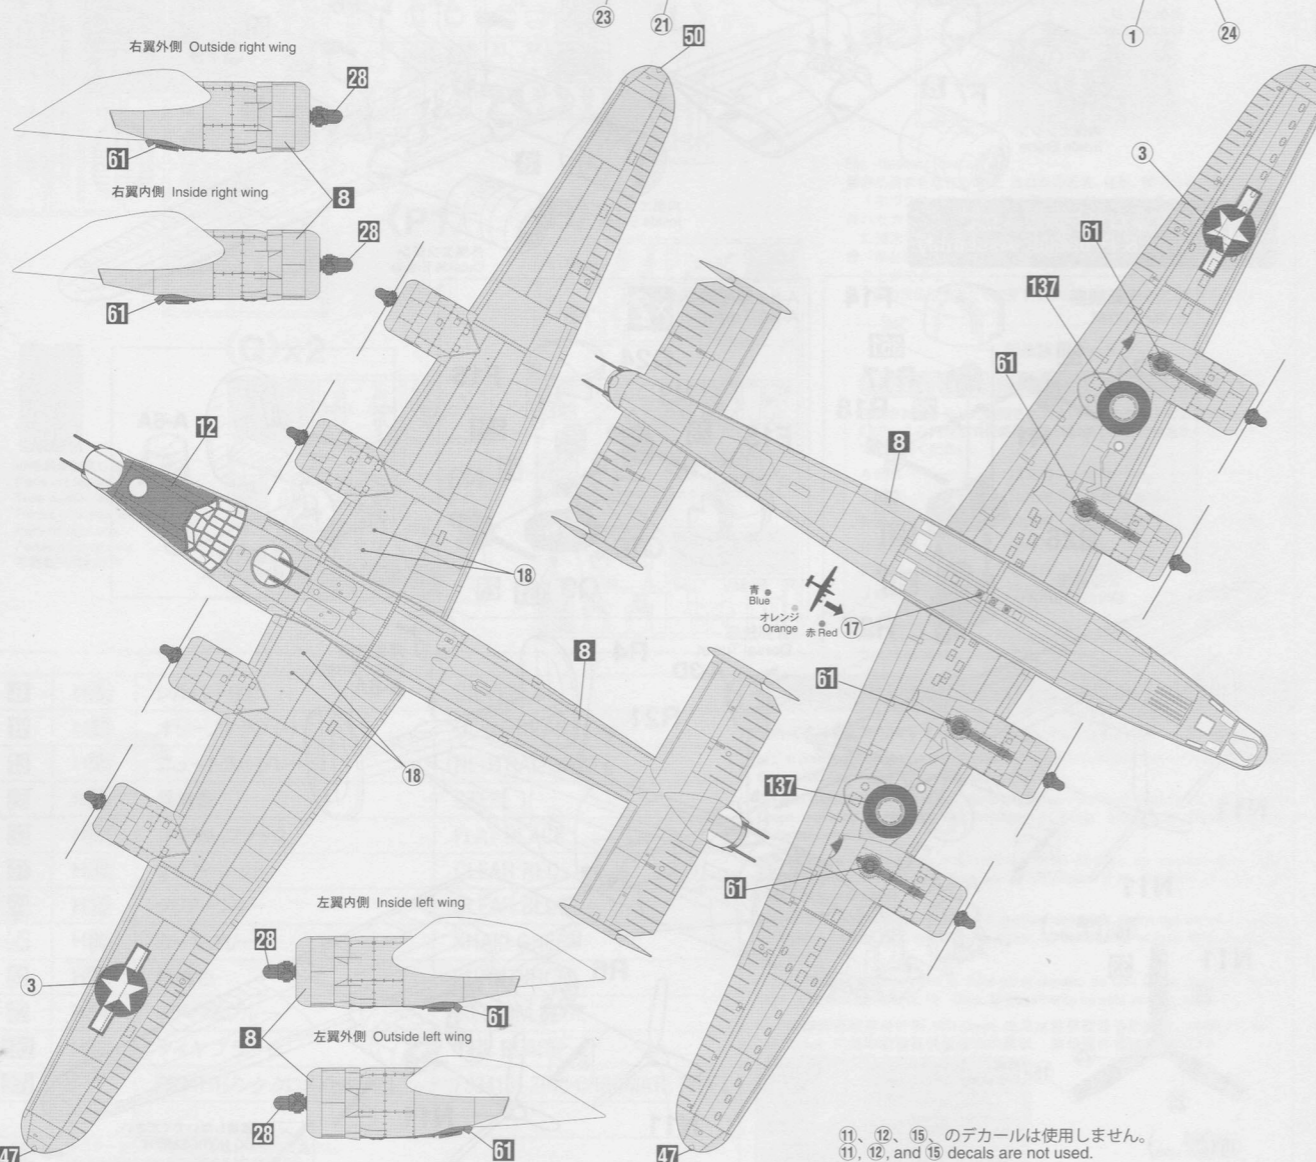 23
21
50
1
24
右翼外側 Outside right wing
28
61
右翼内側 Inside right wing
8
28
61
3
61
137
61
12
8
18
青
Blue
オレンジ
Orange
赤 Red
17
8
61
18
137
61
左翼内側 Inside left wing
28
3
61
左翼外側 Outside left wing
8
28
61
47
47
⑪、⑫、⑮、のデカールは使用しません。
⑪, ⑫, and ⑮ decals are not used.